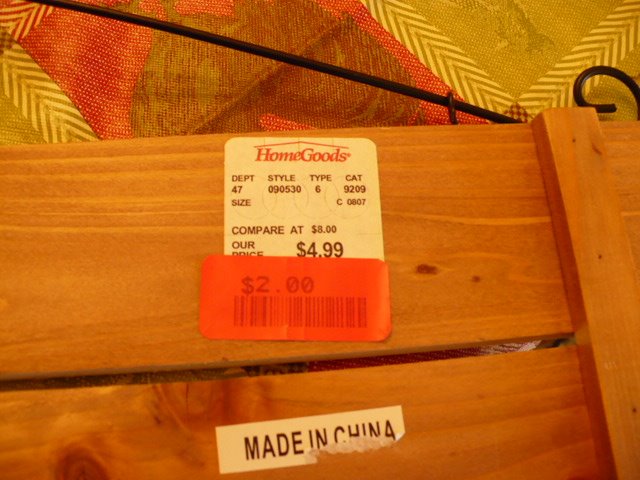 HomeGoods®
DEPT STYLE TYPE CAT
47 090530 6 9209
SIZE C 0807
COMPARE AT $8.00
OUR PRICE $4.99
$2.00
MADE IN CHINA